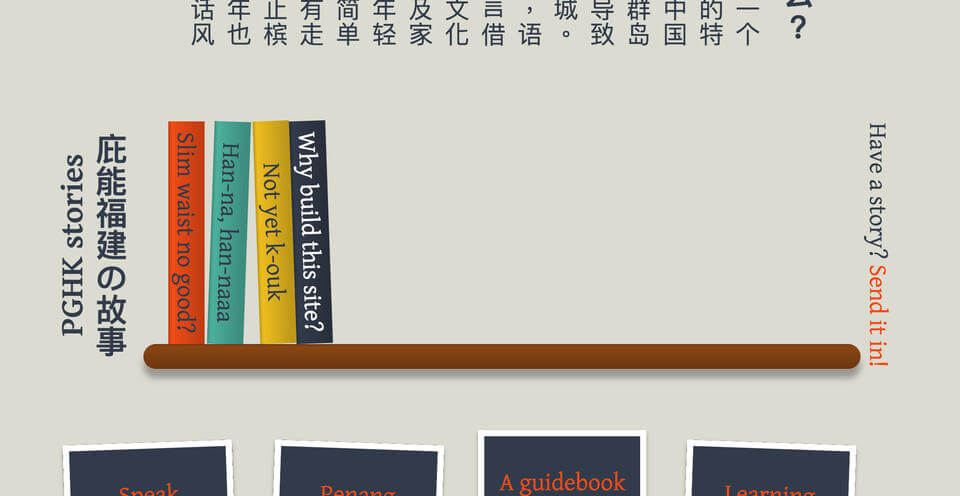 么？
一个
的特
中国
群岛
导致
城。
，语
言借
文化
及家
年轻
简单
有走
止槟
年也
话风
庇能福建の故事
PGHK stories
Slim waist no good?
Han-na, han-naaa
Not yet k-ouk
Why build this site?
Have a story? Send it in!
Speak
Penang
A guidebook
Learning